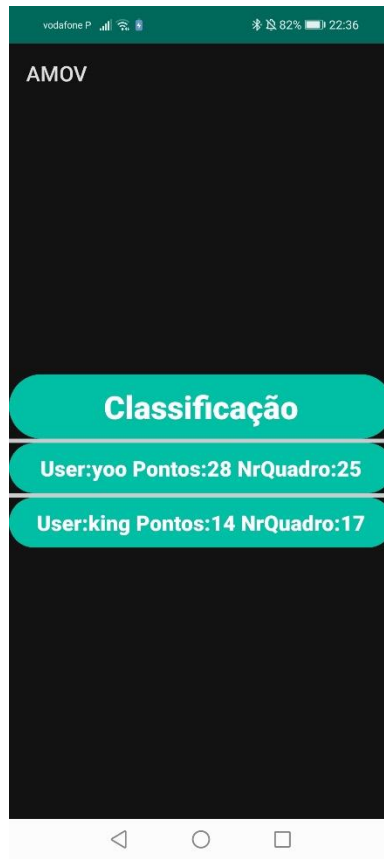 vodafone P 82% 22:36
AMOV
Classificação
User:yoo Pontos:28 NrQuadro:25
User:king Pontos:14 NrQuadro:17